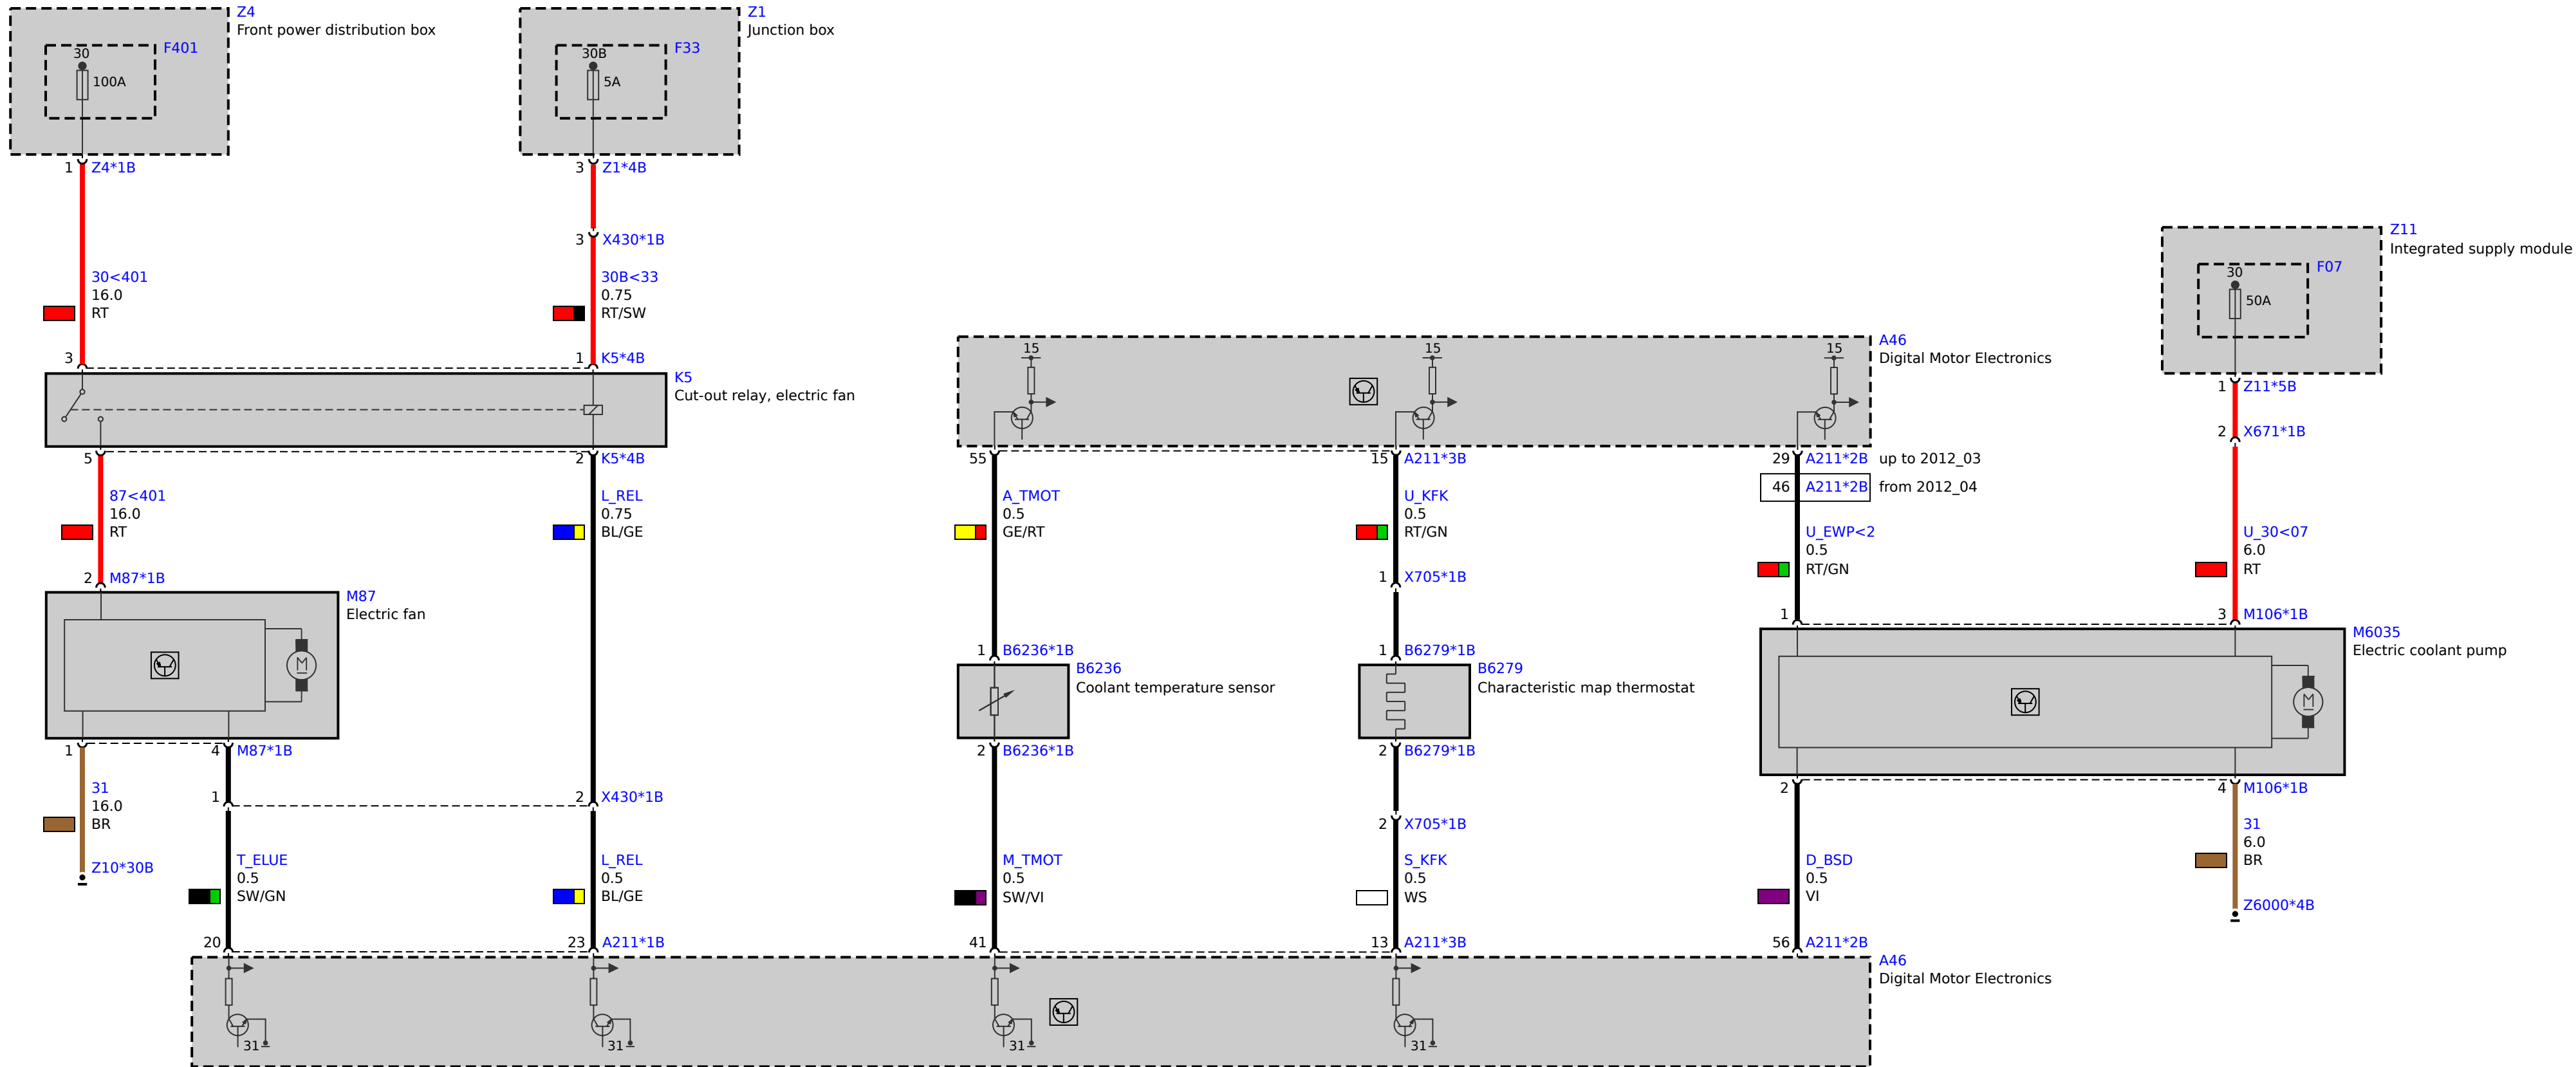 Z4
Front power distribution box
F401
30
100A
1 Z4*1B
30<401
16.0
RT
Z1
Junction box
F33
30B
5A
3 Z1*4B
3 X430*1B
30B<33
0.75
RT/SW
3
1 K5*4B
K5
Cut-out relay, electric fan
5
2 K5*4B
87<401
16.0
RT
L_REL
0.75
BL/GE
2 M87*1B
M87
Electric fan
M
1
4 M87*1B
31
16.0
BR
Z10*30B
1
2 X430*1B
T_ELUE
0.5
SW/GN
L_REL
0.5
BL/GE
20
23 A211*1B
A46
Digital Motor Electronics
15
15
15
55
15 A211*3B
29 A211*2B up to 2012_03
46 A211*2B from 2012_04
A_TMOT
0.5
GE/RT
U_KFK
0.5
RT/GN
U_EWP<2
0.5
RT/GN
1 X705*1B
1 B6236*1B
B6236
Coolant temperature sensor
2 B6236*1B
1 B6279*1B
B6279
Characteristic map thermostat
2 B6279*1B
2 X705*1B
M_TMOT
0.5
SW/VI
S_KFK
0.5
WS
41
13 A211*3B
Z11
Integrated supply module
F07
30
50A
1 Z11*5B
2 X671*1B
U_30<07
6.0
RT
1
3 M106*1B
M6035
Electric coolant pump
M
2
4 M106*1B
D_BSD
0.5
VI
31
6.0
BR
Z6000*4B
56 A211*2B
A46
Digital Motor Electronics
31
31
31
31